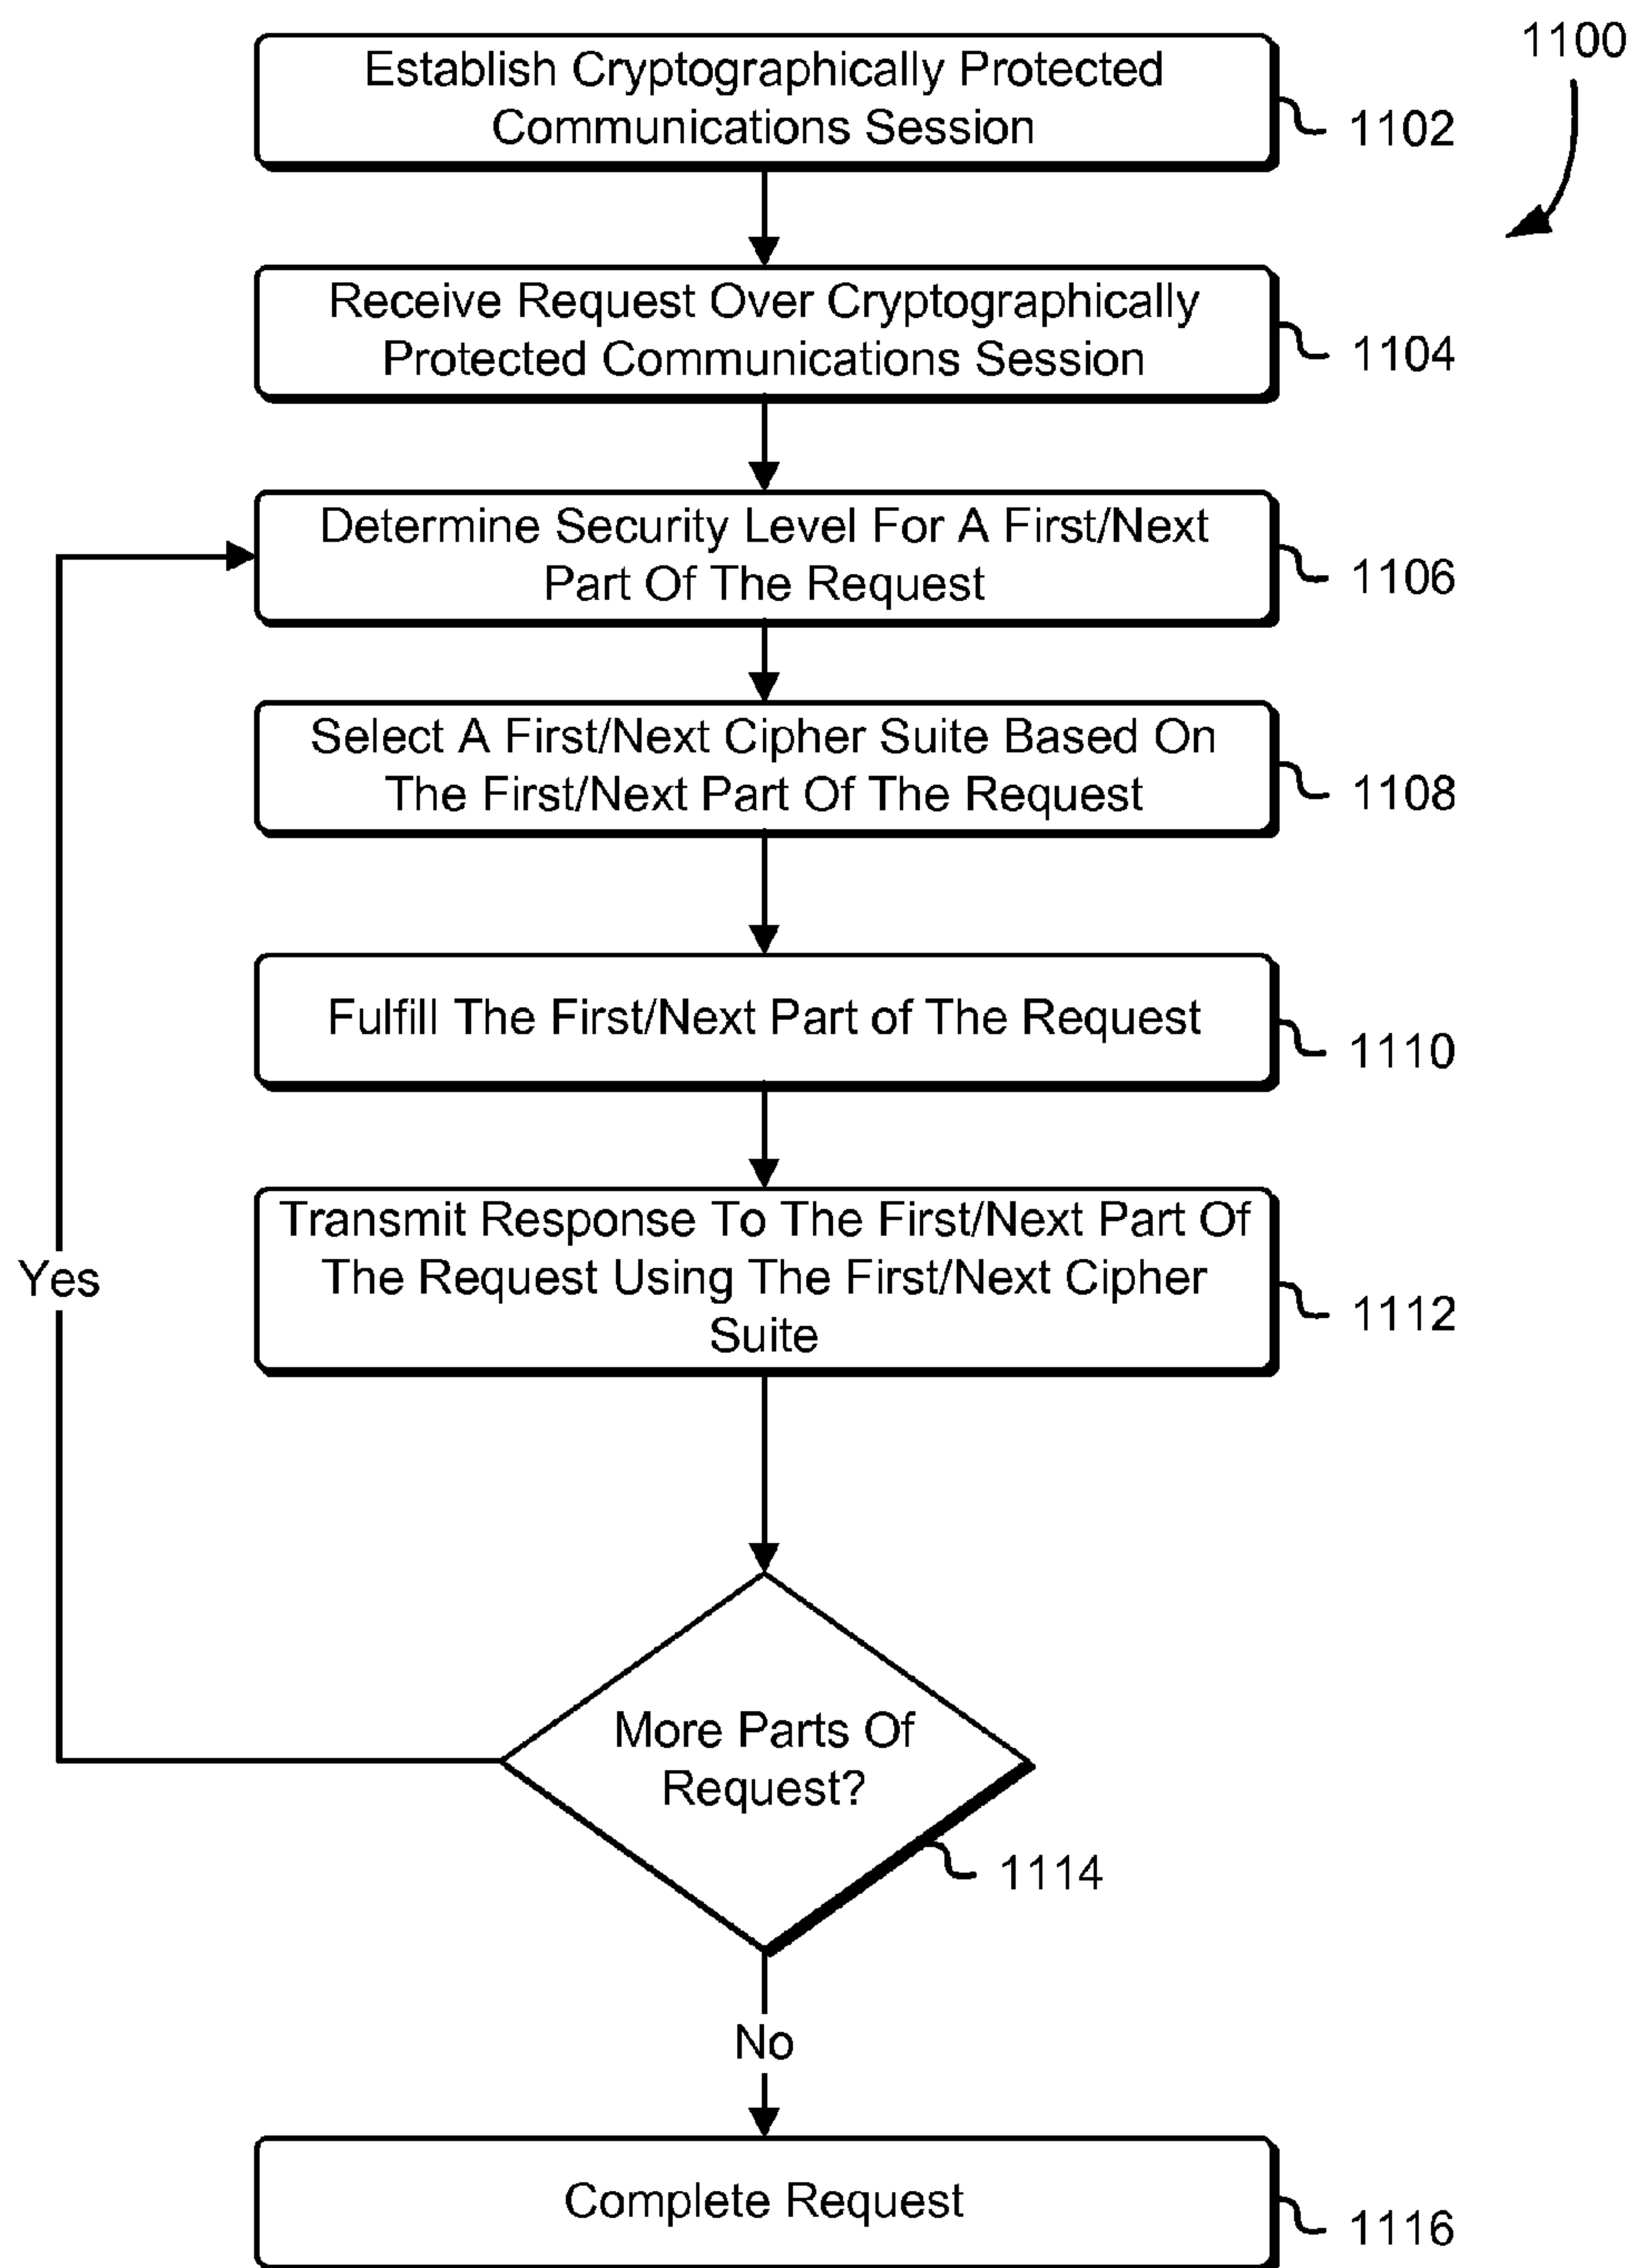 1100
Establish Cryptographically Protected
Communications Session
1102
Receive Request Over Cryptographically
Protected Communications Session
1104
Determine Security Level For A First/Next
Part Of The Request
1106
Select A First/Next Cipher Suite Based On
The First/Next Part Of The Request
1108
Fulfill The First/Next Part of The Request
1110
Transmit Response To The First/Next Part Of
The Request Using The First/Next Cipher
Suite
1112
Yes
More Parts Of
Request?
1114
No
Complete Request
1116